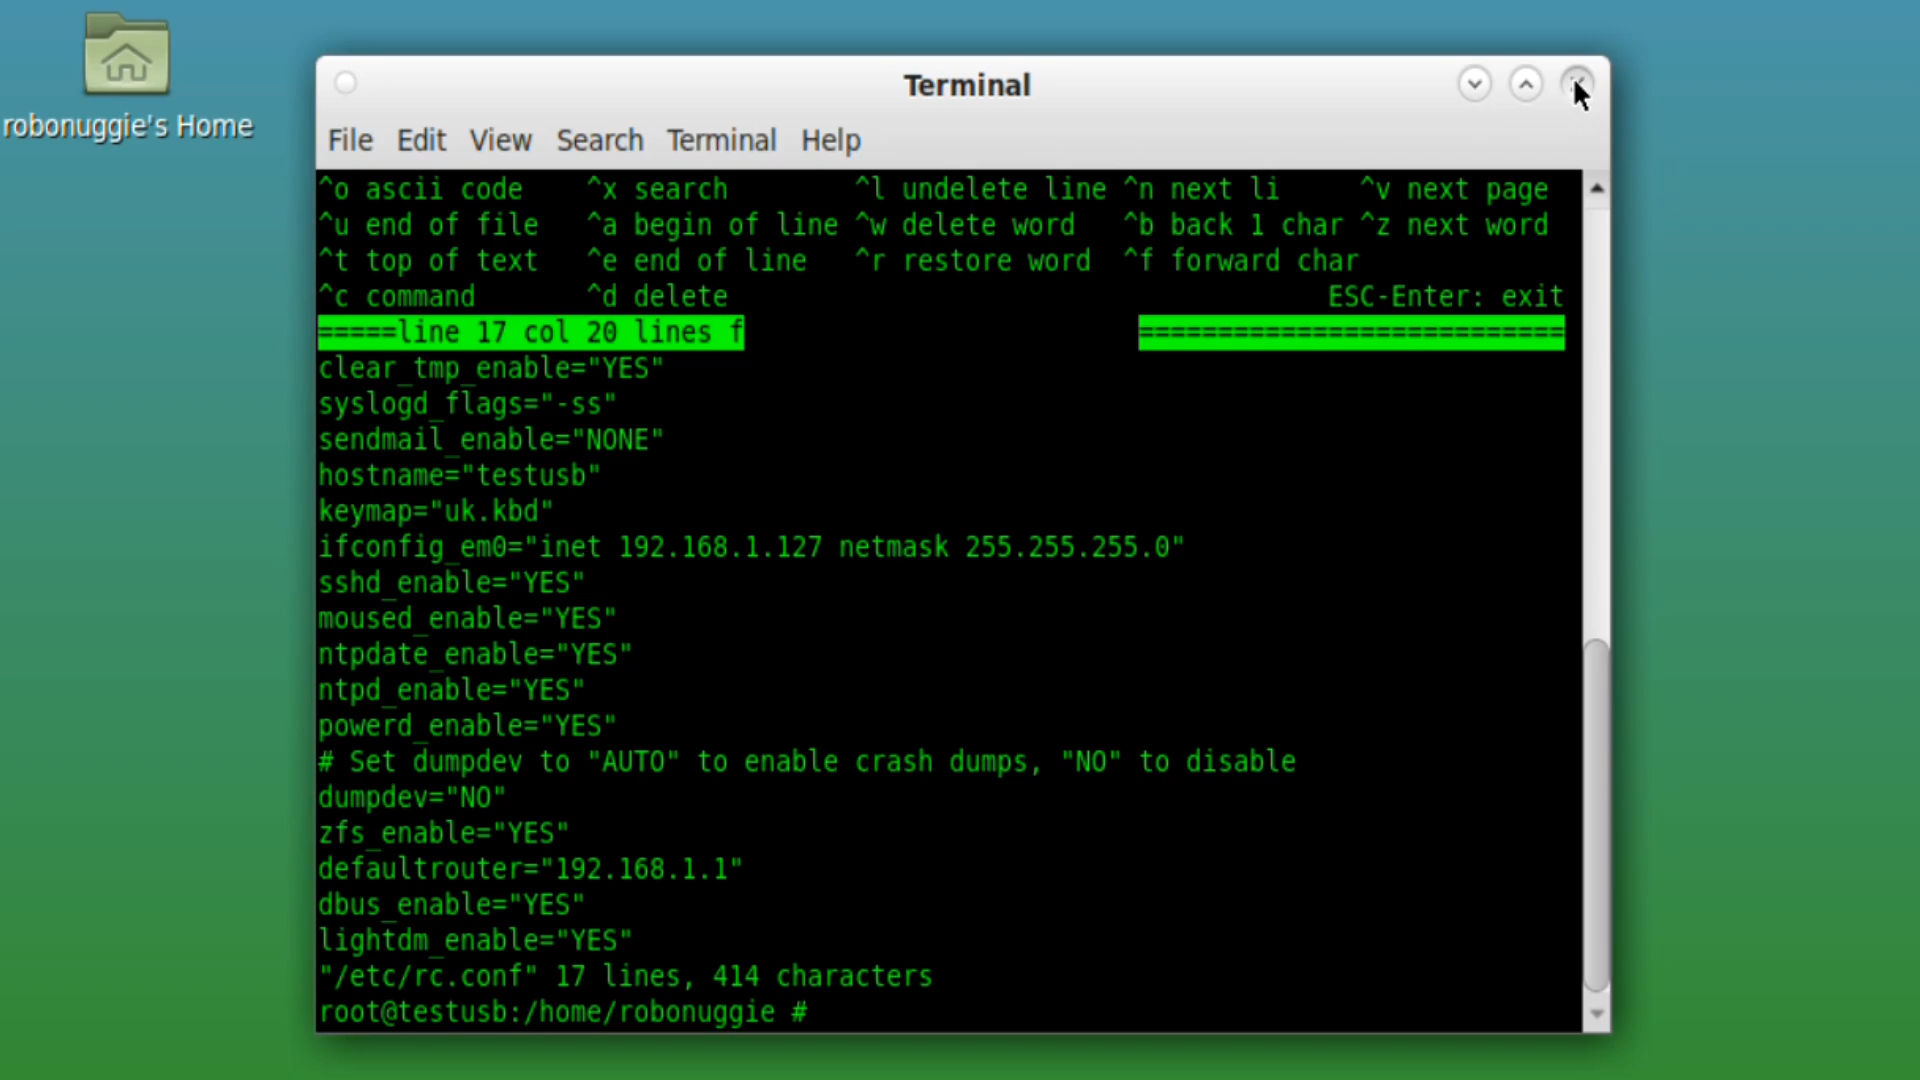 robonuggie's Home
Terminal
File Edit View Search Terminal Help
^o ascii code ^x search ^l undelete line ^n next li ^v next page
^u end of file ^a begin of line ^w delete word ^b back 1 char ^z next word
^t top of text ^e end of line ^r restore word ^f forward char
^c command ^d delete ESC-Enter: exit
=====line 17 col 20 lines f ===========================
clear_tmp_enable="YES"
syslogd_flags="-ss"
sendmail_enable="NONE"
hostname="testusb"
keymap="uk.kbd"
ifconfig_em0="inet 192.168.1.127 netmask 255.255.255.0"
sshd_enable="YES"
moused_enable="YES"
ntpdate_enable="YES"
ntpd_enable="YES"
powerd_enable="YES"
# Set dumpdev to "AUTO" to enable crash dumps, "NO" to disable
dumpdev="NO"
zfs_enable="YES"
defaultrouter="192.168.1.1"
dbus_enable="YES"
lightdm_enable="YES"
"/etc/rc.conf" 17 lines, 414 characters
root@testusb:/home/robonuggie #